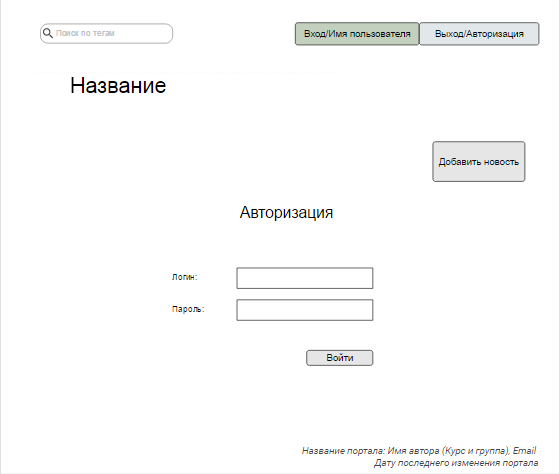 Поиск по тегам
Вход/Имя пользователя
Выход/Авторизация
Название
Добавить новость
Авторизация
Логин:
Пароль:
Войти
Название портала: Имя автора (Курс и группа), Email
Дату последнего изменения портала